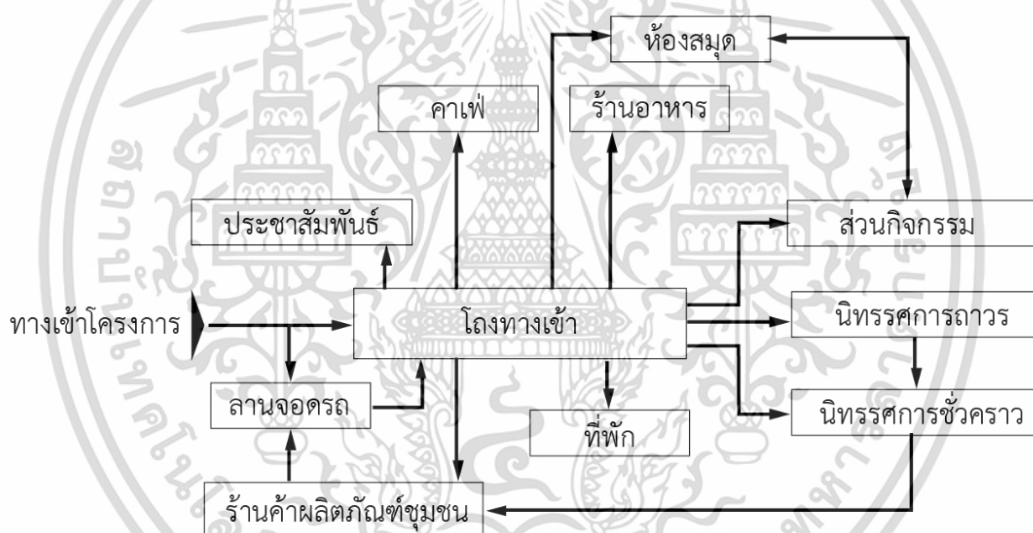 ห้องสมุด
คาเฟ่
ร้านอาหาร
ประชาสัมพันธ์
ส่วนกิจกรรม
ทางเข้าโครงการ
โถงทางเข้า
นิทรรศการถาวร
ลานจอดรถ
ที่พัก
นิทรรศการชั่วคราว
ร้านค้าผลิตภัณฑ์ชุมชน